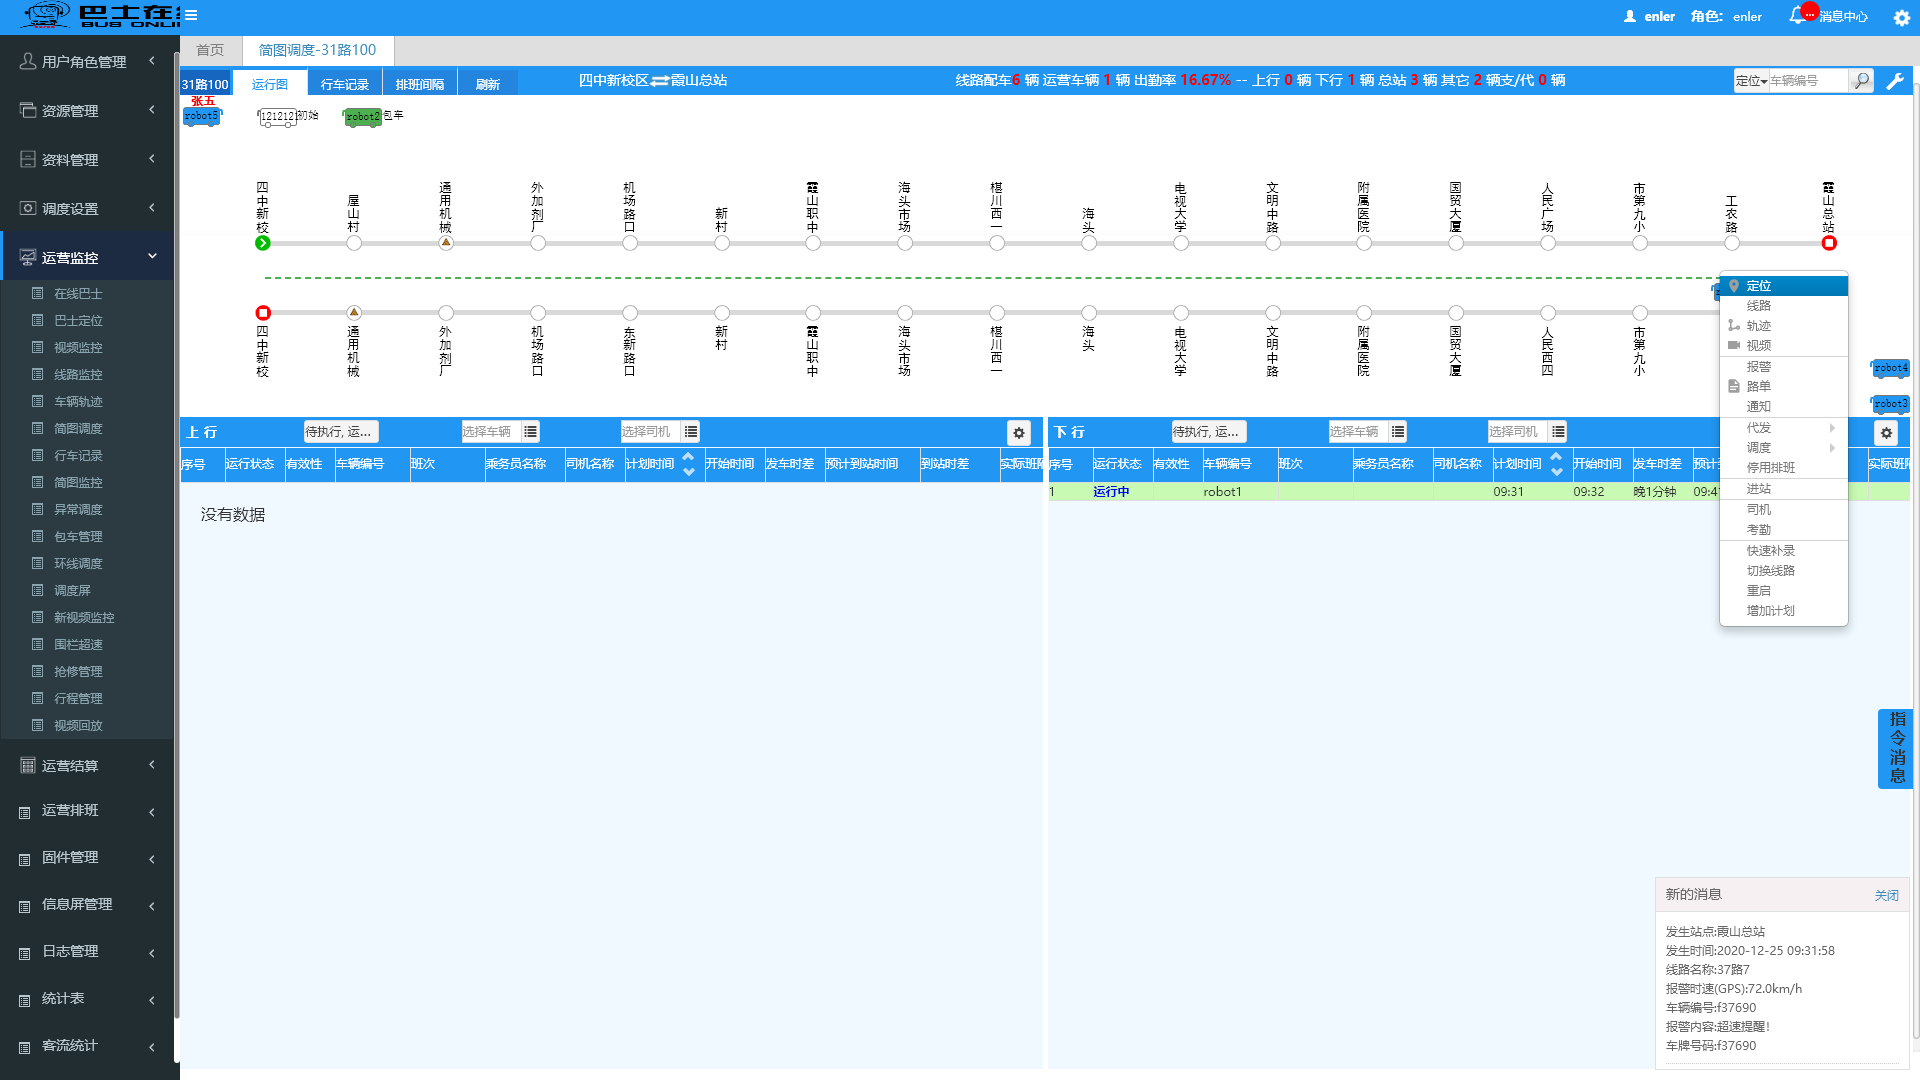 巴士在线
BUS ONLI
enler 角色: enler 消息中心
用户角色管理
资源管理
资料管理
调度设置
运营监控
在线巴士
巴士定位
视频监控
线路监控
车辆轨迹
简图调度
行车记录
简图监控
异常调度
包车管理
环线调度
调度屏
新视频监控
围栏超速
抢修管理
行程管理
视频回放
运营结算
运营排班
固件管理
信息屏管理
日志管理
统计表
客流统计
首页 简图调度-31路100
31路100 运行图 行车记录 排班间隔 刷新 四中新校区⇌霞山总站 线路配车6 辆 运营车辆 1 辆 出勤率 16.67% -- 上行 0 辆 下行 1 辆 总站 3 辆 其它 2 辆支/代 0 辆 定位 车辆编号
张五
robot5 1212121初始 robot2包车
四中新校 屋山村 通用机械 外加剂厂 机场路口 新村 霞山职中 海头市场 椹川西一 海头 电视大学 文明中路 附属医院 国贸大厦 人民广场 市第九小 工农路 霞山总站
四中新校 通用机械 外加剂厂 机场路口 东新路口 新村 霞山职中 海头市场 椹川西一 海头 电视大学 文明中路 附属医院 国贸大厦 人民西四 市第九小
robot4
robot3
定位
线路
轨迹
视频
报警
路单
通知
代发
调度
停用排班
进站
司机
考勤
快速补录
切换线路
重启
增加计划
上 行 待执行, 运... 选择车辆 选择司机
序号 运行状态 有效性 车辆编号 班次 乘务员名称 司机名称 计划时间 开始时间 发车时差 预计到站时间 到站时差 实际班
没有数据
下 行 待执行, 运... 选择车辆 选择司机
序号 运行状态 有效性 车辆编号 班次 乘务员名称 司机名称 计划时间 开始时间 发车时差 预计 实际班
1 运行中 robot1 09:31 09:32 晚1分钟 09:4
指令消息
新的消息 关闭
发生站点:霞山总站
发生时间:2020-12-25 09:31:58
线路名称:37路7
报警时速(GPS):72.0km/h
车辆编号:f37690
报警内容:超速提醒!
车牌号码:f37690